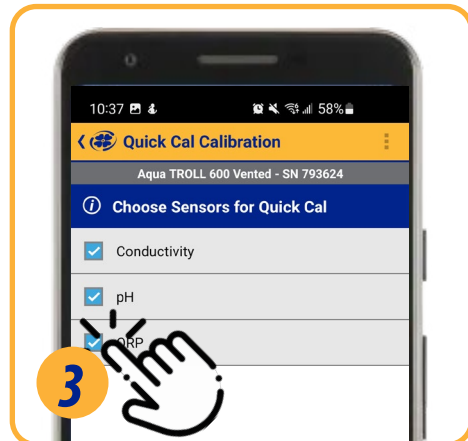 10:37 58%
Quick Cal Calibration
Aqua TROLL 600 Vented - SN 793624
i Choose Sensors for Quick Cal
Conductivity
pH
ORP
3